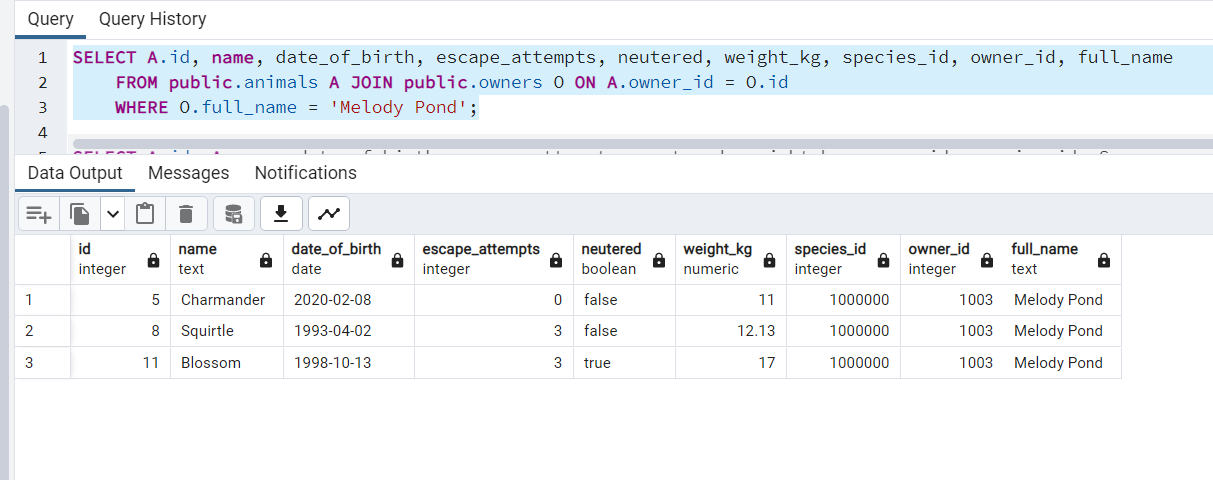 Query Query History
1 SELECT A.id, name, date_of_birth, escape_attempts, neutered, weight_kg, species_id, owner_id, full_name
2 FROM public.animals A JOIN public.owners O ON A.owner_id = O.id
3 WHERE O.full_name = 'Melody Pond';
4
Data Output Messages Notifications
id name date_of_birth escape_attempts neutered weight_kg species_id owner_id full_name
integer text date integer boolean numeric integer integer text
1 5 Charmander 2020-02-08 0 false 11 1000000 1003 Melody Pond
2 8 Squirtle 1993-04-02 3 false 12.13 1000000 1003 Melody Pond
3 11 Blossom 1998-10-13 3 true 17 1000000 1003 Melody Pond